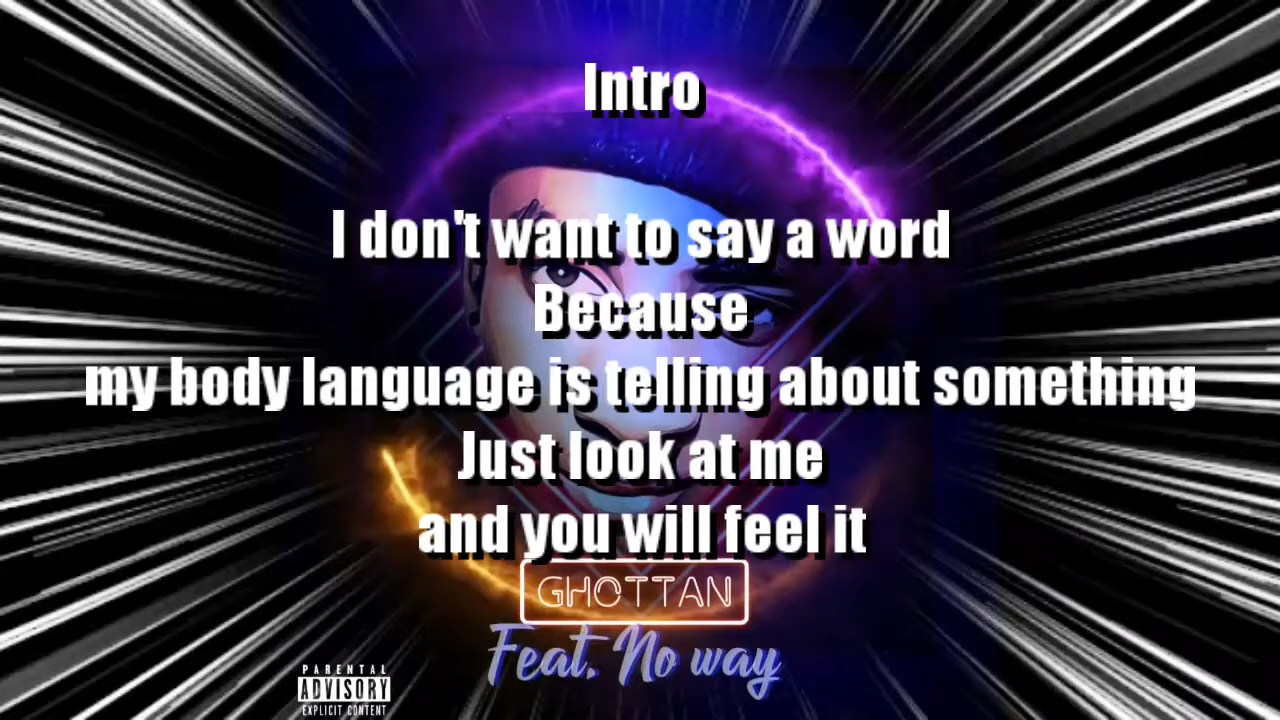 Intro
I don't want to say a word
Because
my body language is telling about something
Just look at me
and you will feel it
GHOTTAN
Feat. No way
PARENTAL
ADVISORY
EXPLICIT CONTENT